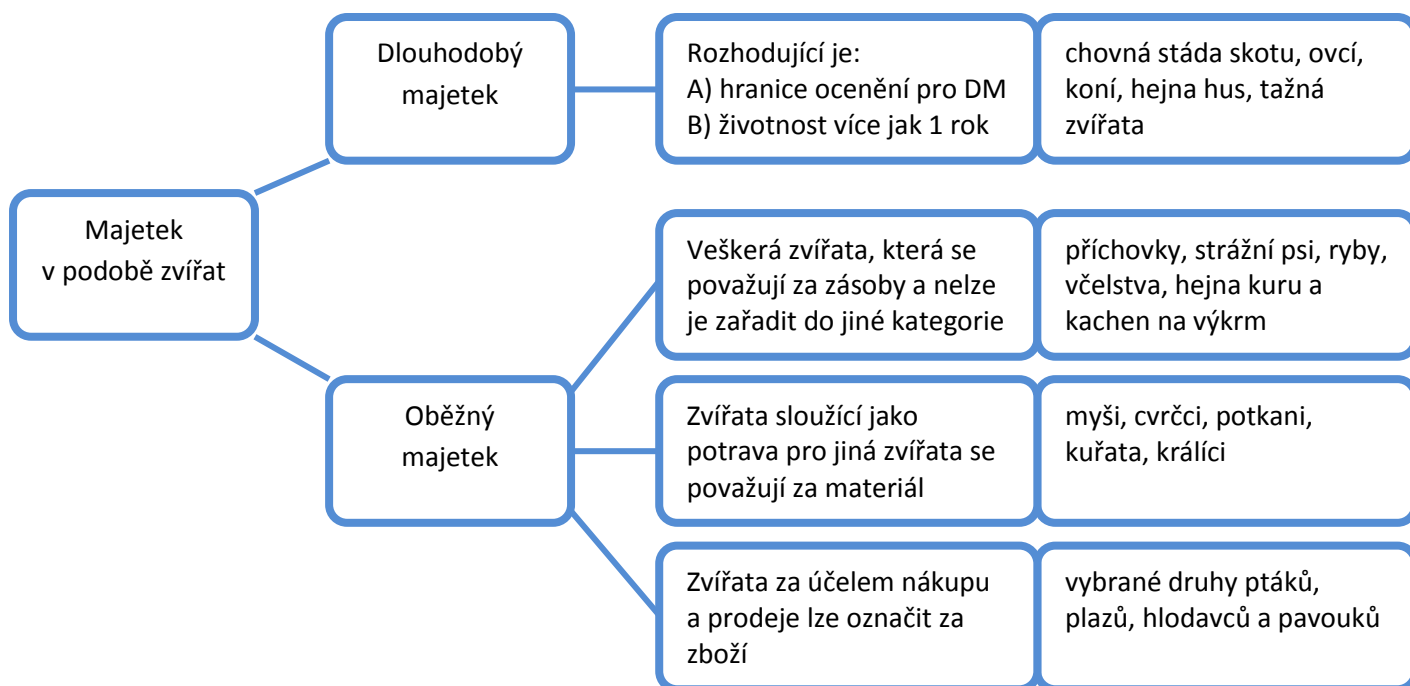 Majetek
v podobě zvířat
Dlouhodobý
majetek
Rozhodující je:
A) hranice ocenění pro DM
B) životnost více jak 1 rok
chovná stáda skotu, ovcí,
koní, hejna hus, tažná
zvířata
Oběžný
majetek
Veškerá zvířata, která se
považují za zásoby a nelze
je zařadit do jiné kategorie
příchovky, strážní psi, ryby,
včelstva, hejna kuru a
kachen na výkrm
Zvířata sloužící jako
potrava pro jiná zvířata se
považují za materiál
myši, cvrčci, potkani,
kuřata, králíci
Zvířata za účelem nákupu
a prodeje lze označit za
zboží
vybrané druhy ptáků,
plazů, hlodavců a pavouků